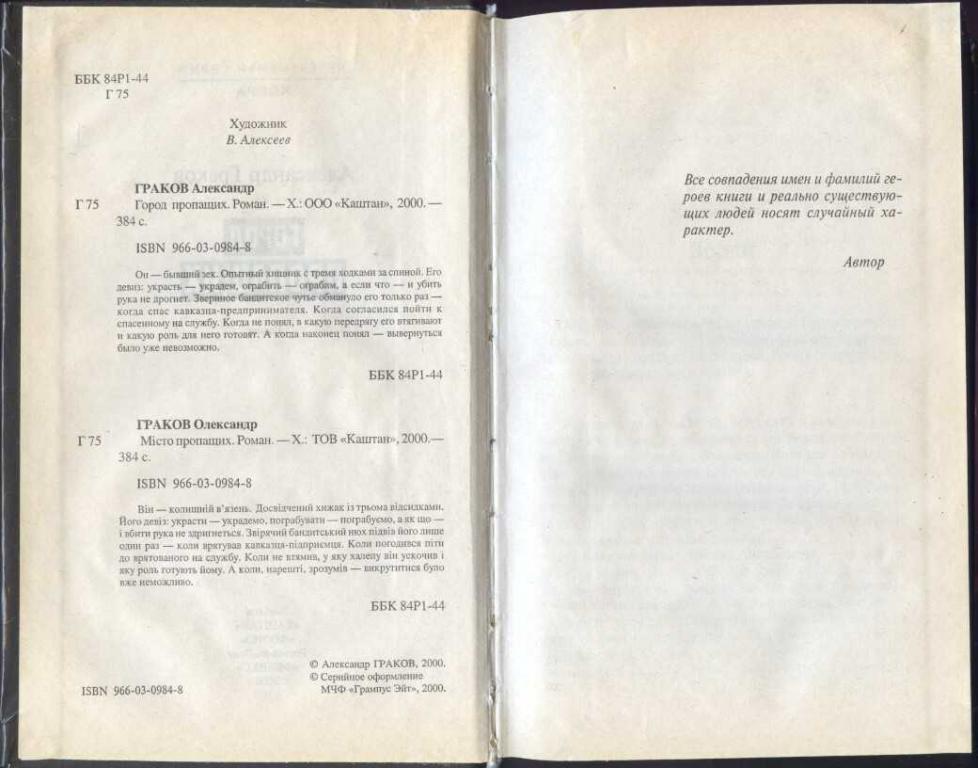 ББК 84Р1-44
Г 75
Художник
В. Алексеев
ГРАКОВ Александр
Г 75 Город пропащих. Роман. — Х.: ООО «Каштан», 2000. —
384 с.
ISBN 966-03-0984-8
Он — бывший зек. Опытный хищник с тремя ходками за спиной. Его
девиз: украсть — украдем, ограбить — ограбим, а если что — и убить
рука не дрогнет. Звериное бандитское чутье обмануло его только раз —
когда спас кавказца-предпринимателя. Когда согласился пойти к
спасенному на службу. Когда не понял, в какую передрягу его втягивают
и какую роль для него готовят. А когда наконец понял — вывернуться
было уже невозможно.
ББК 84Р1-44
ГРАКОВ Олександр
Г 75 Місто пропащих. Роман. — Х.: ТОВ «Каштан», 2000.—
384 с.
ISBN 966-03-0984-8
Він — колишній в'язень. Досвідчений хижак із трьома відсидками.
Його девіз: украсти — украдемо, пограбувати — пограбуємо, а як що —
і вбити рука не здригнеться. Звірячий бандитський нюх підвів його лише
один раз — коли врятував кавказця-підприємця. Коли погодився піти
до врятованого на службу. Коли не втямив, у яку халепу він ускочив і
яку роль готують йому. А коли, нарешті, зрозумів — викрутитися було
вже неможливо.
ББК 84Р1-44
© Александр ГРАКОВ, 2000.
© Серийное оформление
ISBN 966-03-0984-8 МЧФ «Грампус Эйт», 2000.
Все совпадения имен и фамилий ге-
роев книги и реально существую-
щих людей носят случайный ха-
рактер.
Автор